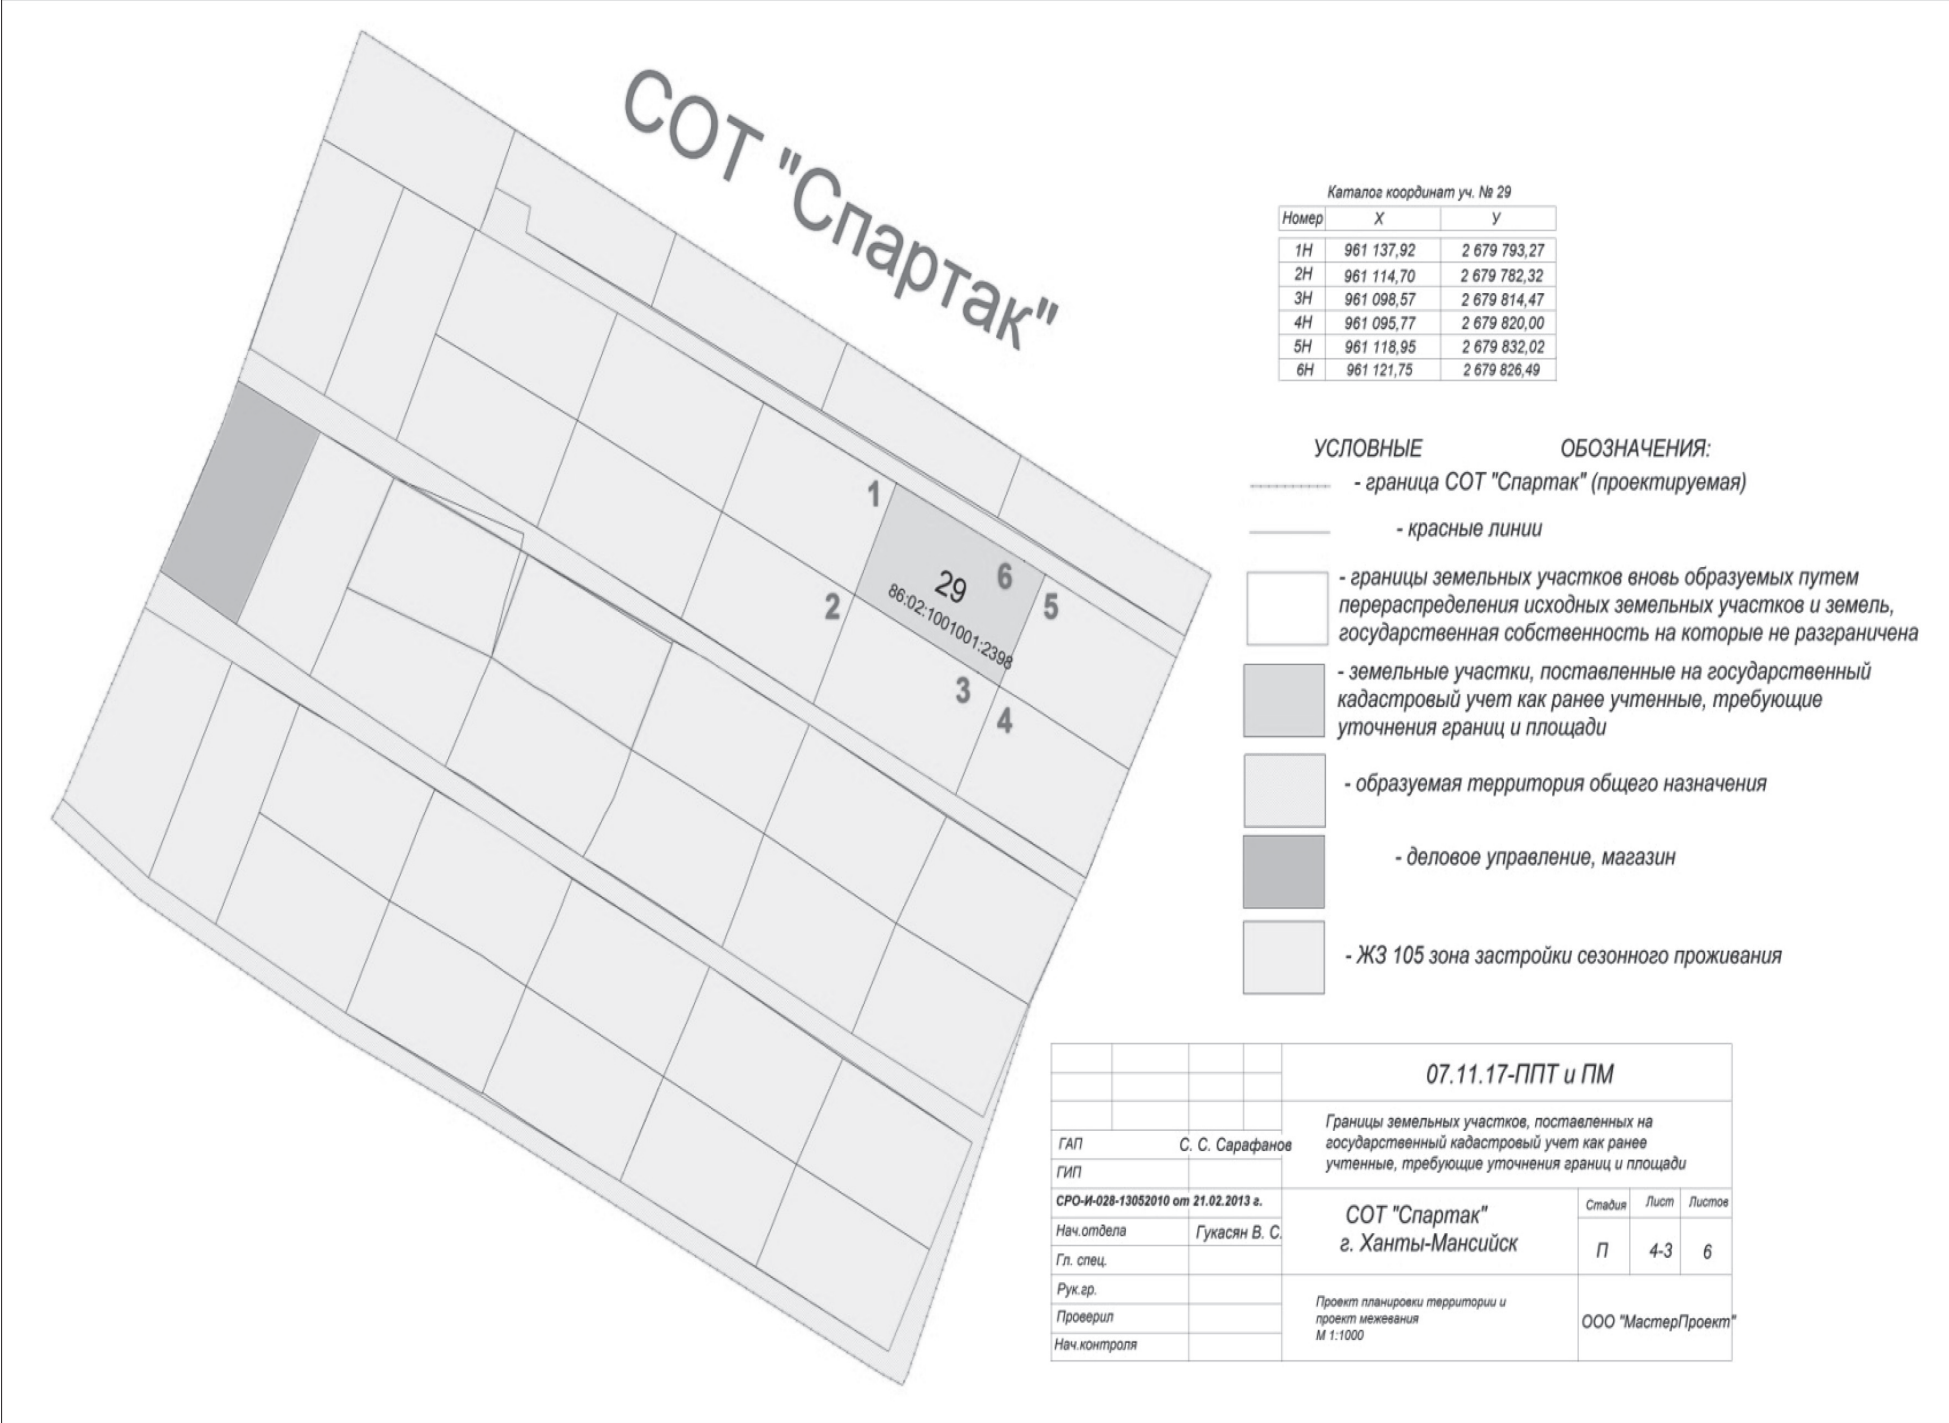 СОТ "Спартак"
1
6
29
86:02:1001001:2398
5
2
3
4
Каталог координат уч. № 29
Номер X У
1Н 961 137,92 2 679 793,27
2Н 961 114,70 2 679 782,32
3Н 961 098,57 2 679 814,47
4Н 961 095,77 2 679 820,00
5Н 961 118,95 2 679 832,02
6Н 961 121,75 2 679 826,49
УСЛОВНЫЕ ОБОЗНАЧЕНИЯ:
- граница СОТ "Спартак" (проектируемая)
- красные линии
- границы земельных участков вновь образуемых путем
перераспределения исходных земельных участков и земель,
государственная собственность на которые не разграничена
- земельные участки, поставленные на государственный
кадастровый учет как ранее учтенные, требующие
уточнения границ и площади
- образуемая территория общего назначения
- деловое управление, магазин
- ЖЗ 105 зона застройки сезонного проживания
07.11.17-ППТ и ПМ
Границы земельных участков, поставленных на
государственный кадастровый учет как ранее
учтенные, требующие уточнения границ и площади
ГАП С. С. Сарафанов
ГИП
СРО-И-028-13052010 от 21.02.2013 г.
Нач.отдела Гукасян В. С.
Гл. спец.
Рук.гр.
Проверил
Нач.контроля
СОТ "Спартак"
г. Ханты-Мансийск
Стадия Лист Листов
П 4-3 6
Проект планировки территории и
проект межевания
М 1:1000
ООО "МастерПроект"